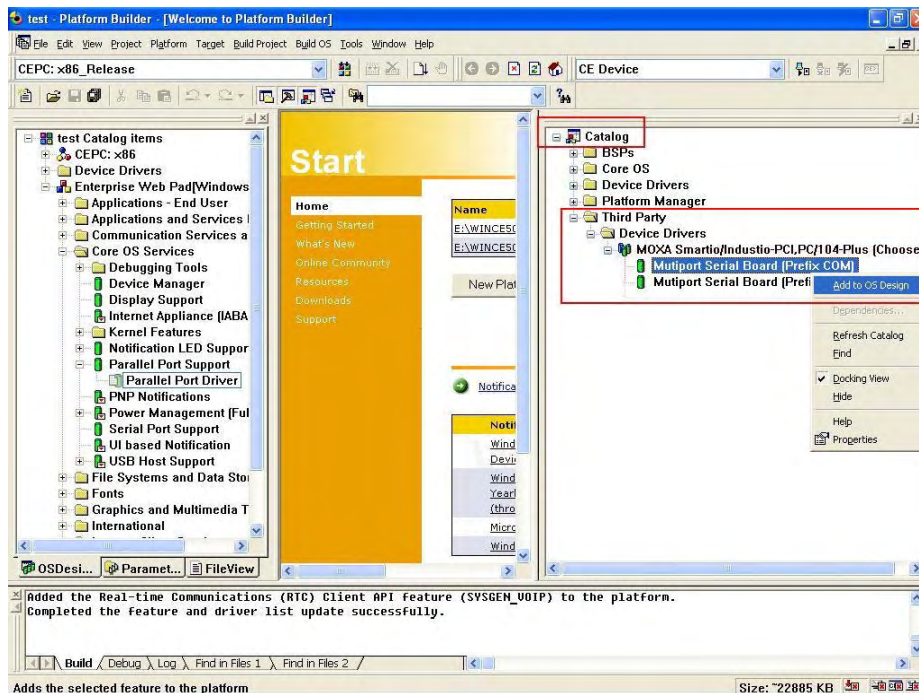 test - Platform Builder - [Welcome to Platform Builder]
File Edit View Project Platform Target Build Project Build OS Tools Window Help
CEPC: x86_Release
CE Device
test Catalog items
CEPC: x86
Device Drivers
Enterprise Web Pad[Windows
Applications - End User
Applications and Services
Communication Services a
Core OS Services
Debugging Tools
Device Manager
Display Support
Internet Appliance (IABA
Kernel Features
Notification LED Suppor
Parallel Port Support
Parallel Port Driver
PNP Notifications
Power Management (Ful
Serial Port Support
UI based Notification
USB Host Support
File Systems and Data Sto
Fonts
Graphics and Multimedia T
International
OSDesi... Paramet... FileView
Start
Home
Getting Started
What's New
Online Community
Resources
Downloads
Support
Name
E:\WINCE50
E:\WINCE50
New Plat
Notifica
Noti
Wind
Devi
Wind
Yearl
(thro
Micro
Wind
Catalog
BSPs
Core OS
Device Drivers
Platform Manager
Third Party
Device Drivers
MOXA Smartio/Industio-PCI,PC/104-Plus (Choose
Mutiport Serial Board (Prefix COM)
Mutiport Serial Board (Prefi
Add to OS Design
Dependencies...
Refresh Catalog
Find
Docking View
Hide
Help
Properties
Added the Real-time Communications (RTC) Client API feature (SYSGEN_VOIP) to the platform.
Completed the feature and driver list update successfully.
Build Debug Log Find in Files 1 Find in Files 2
Adds the selected feature to the platform
Size: ~22885 KB